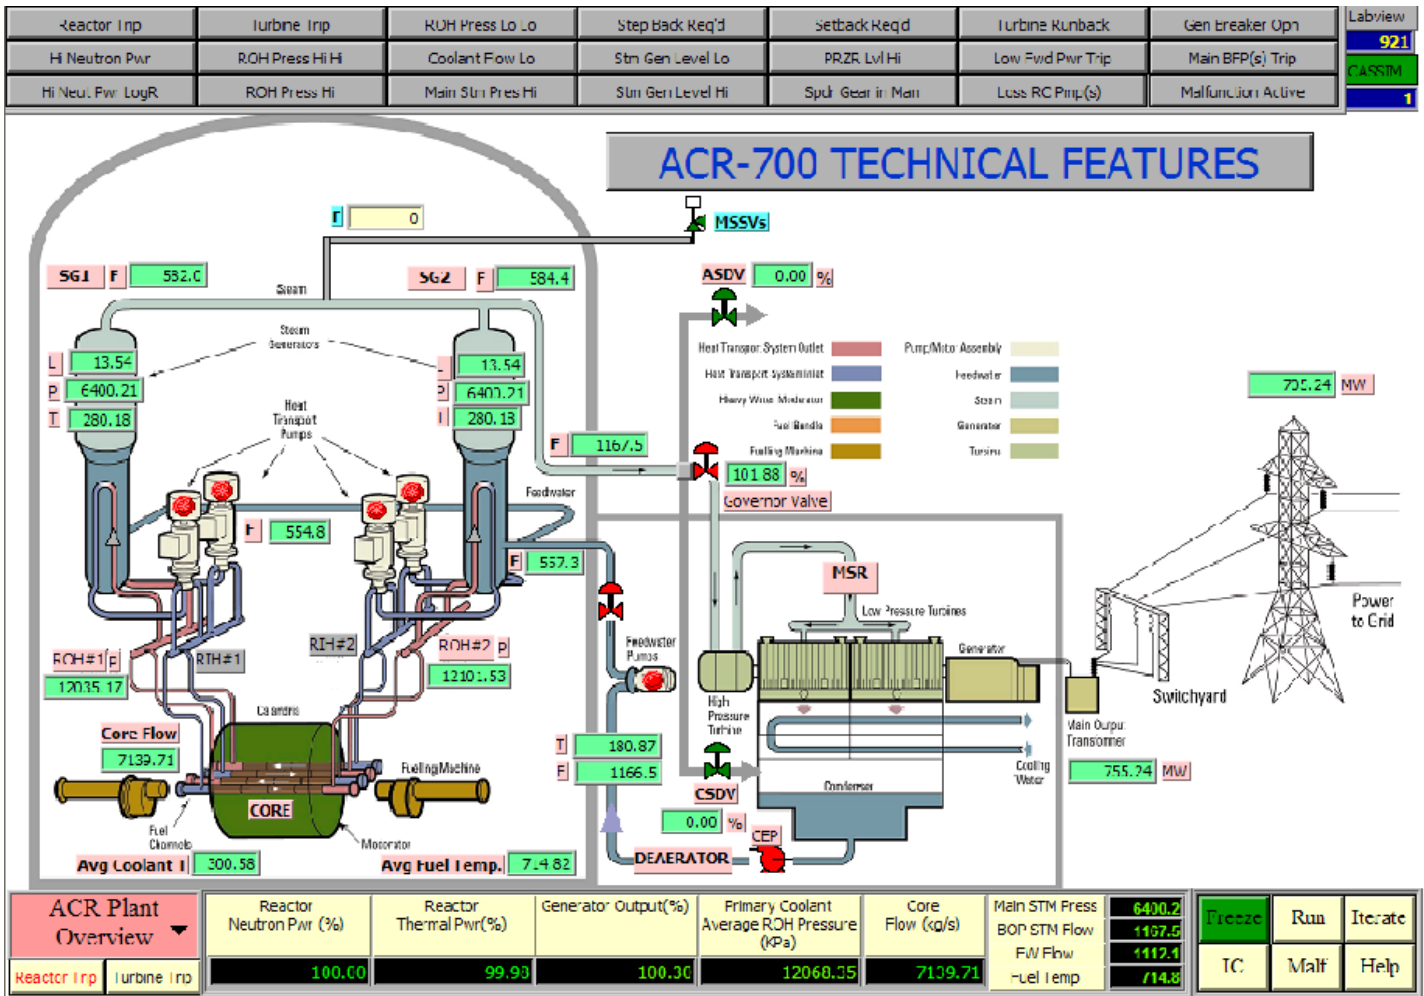 Reactor Trip
Turbine Trip
ROH Press Lo Lo
Step Back Req'd
Setback Req'd
Turbine Runback
Gen Breaker Opn
Labview
921
Hi Neutron Pwr
ROH Press Hi Hi
Coolant Flow Lo
Stm Gen Level Lo
PRZR Lvl Hi
Low Fwd Pwr Trip
Main BFP(s) Trip
CASSIM
Hi Neut Pwr LogR
ROH Press Hi
Main Stm Pres Hi
Stm Gen Level Hi
Spdr Gear in Man
Loss RC Pmp(s)
Malfunction Active
1
ACR-700 TECHNICAL FEATURES
F 0
MSSVs
SG1 F 582.0
SG2 F 584.4
ASDV 0.00 %
Steam
Steam
Generators
L 13.54
P 6400.21
T 280.18
L 13.54
P 6400.21
T 280.18
Heat Transport System Outlet
Heat Transport System Inlet
Heavy Water Moderator
Fuel Bundle
Fuelling Machine
Pump/Motor Assembly
Feedwater
Steam
Generator
Turbine
MW
Heat
Transport
Pumps
F 1167.5
101.88 %
Governor Valve
Feedwater
F 554.8
F 557.3
MSR
Low Pressure Turbines
Power
to Grid
ROH#1 p
RIH#1
RIH#2
ROH#2 p
12035.17
12101.53
Feedwater
Pumps
Generator
Switchyard
High
Pressure
Turbine
Main Output
Transformer
755.24 MW
Calandria
Core Flow
7139.71
T 180.87
F 1166.5
Cooling
Water
Fueling Machine
CSDV
0.00 %
Condenser
CORE
Fuel
Channels
Moderator
CEP
DEAERATOR
Avg Coolant T 300.58
Avg Fuel Temp. 714.82
ACR Plant
Overview
Reactor Trip
Turbine Trip
Reactor
Neutron Pwr (%)
100.00
Reactor
Thermal Pwr(%)
99.98
Generator Output(%)
100.30
Primary Coolant
Average ROH Pressure
(KPa)
12068.35
Core
Flow (kg/s)
7139.71
Main STM Press 6400.2
BOP STM Flow 1167.5
FW Flow 1112.1
Fuel Temp 714.8
Freeze
Run
Iterate
IC
Malf
Help